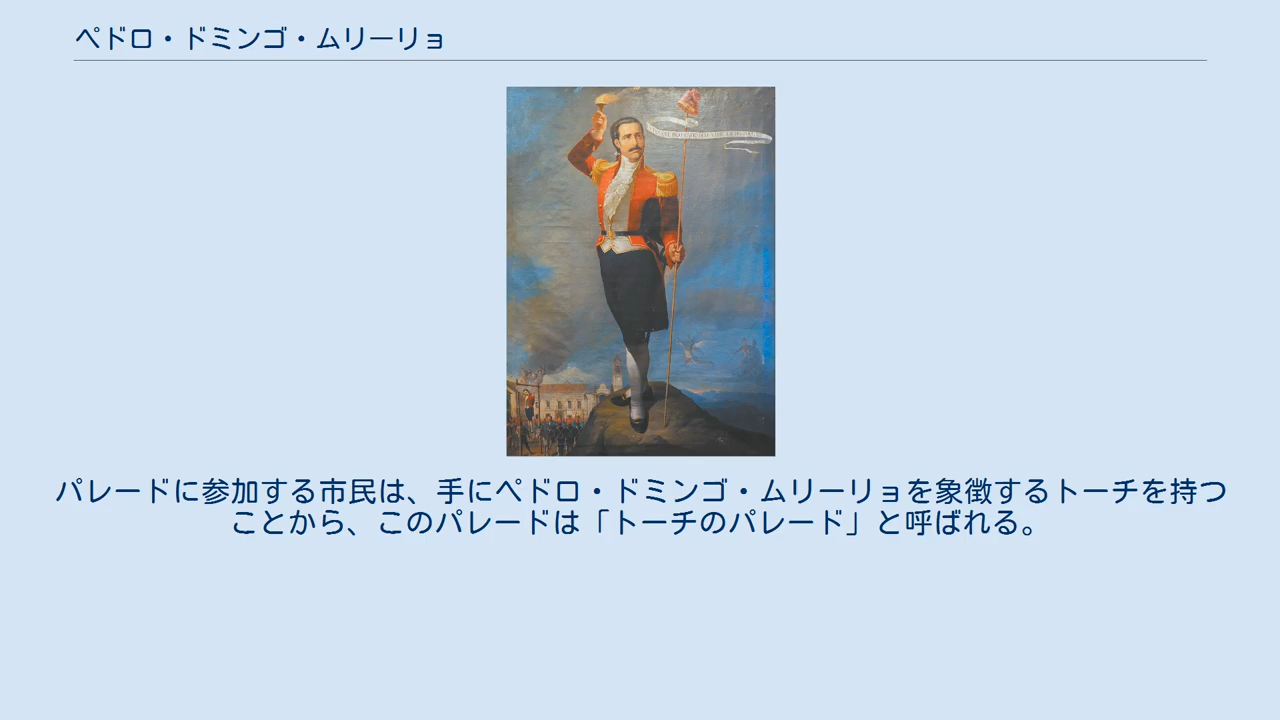 ペドロ・ドミンゴ・ムリーリョ
パレードに参加する市民は、手にペドロ・ドミンゴ・ムリーリョを象徴するトーチを持つ
ことから、このパレードは「トーチのパレード」と呼ばれる。